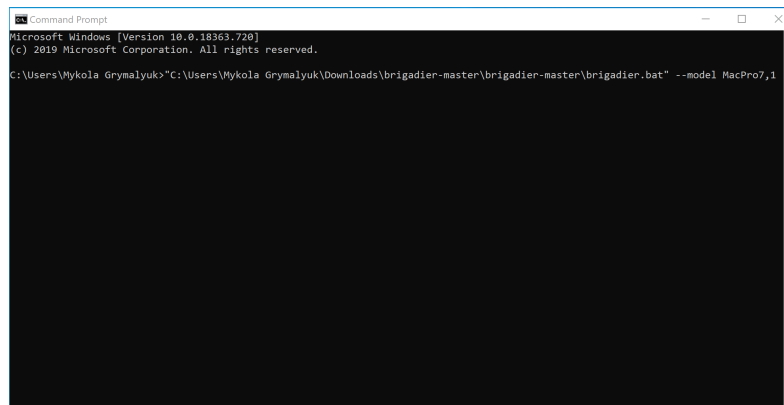 Command Prompt
Microsoft Windows [Version 10.0.18363.720]
(c) 2019 Microsoft Corporation. All rights reserved.
C:\Users\Mykola Grymalyuk>"C:\Users\Mykola Grymalyuk\Downloads\brigadier-master\brigadier-master\brigadier.bat" --model MacPro7,1